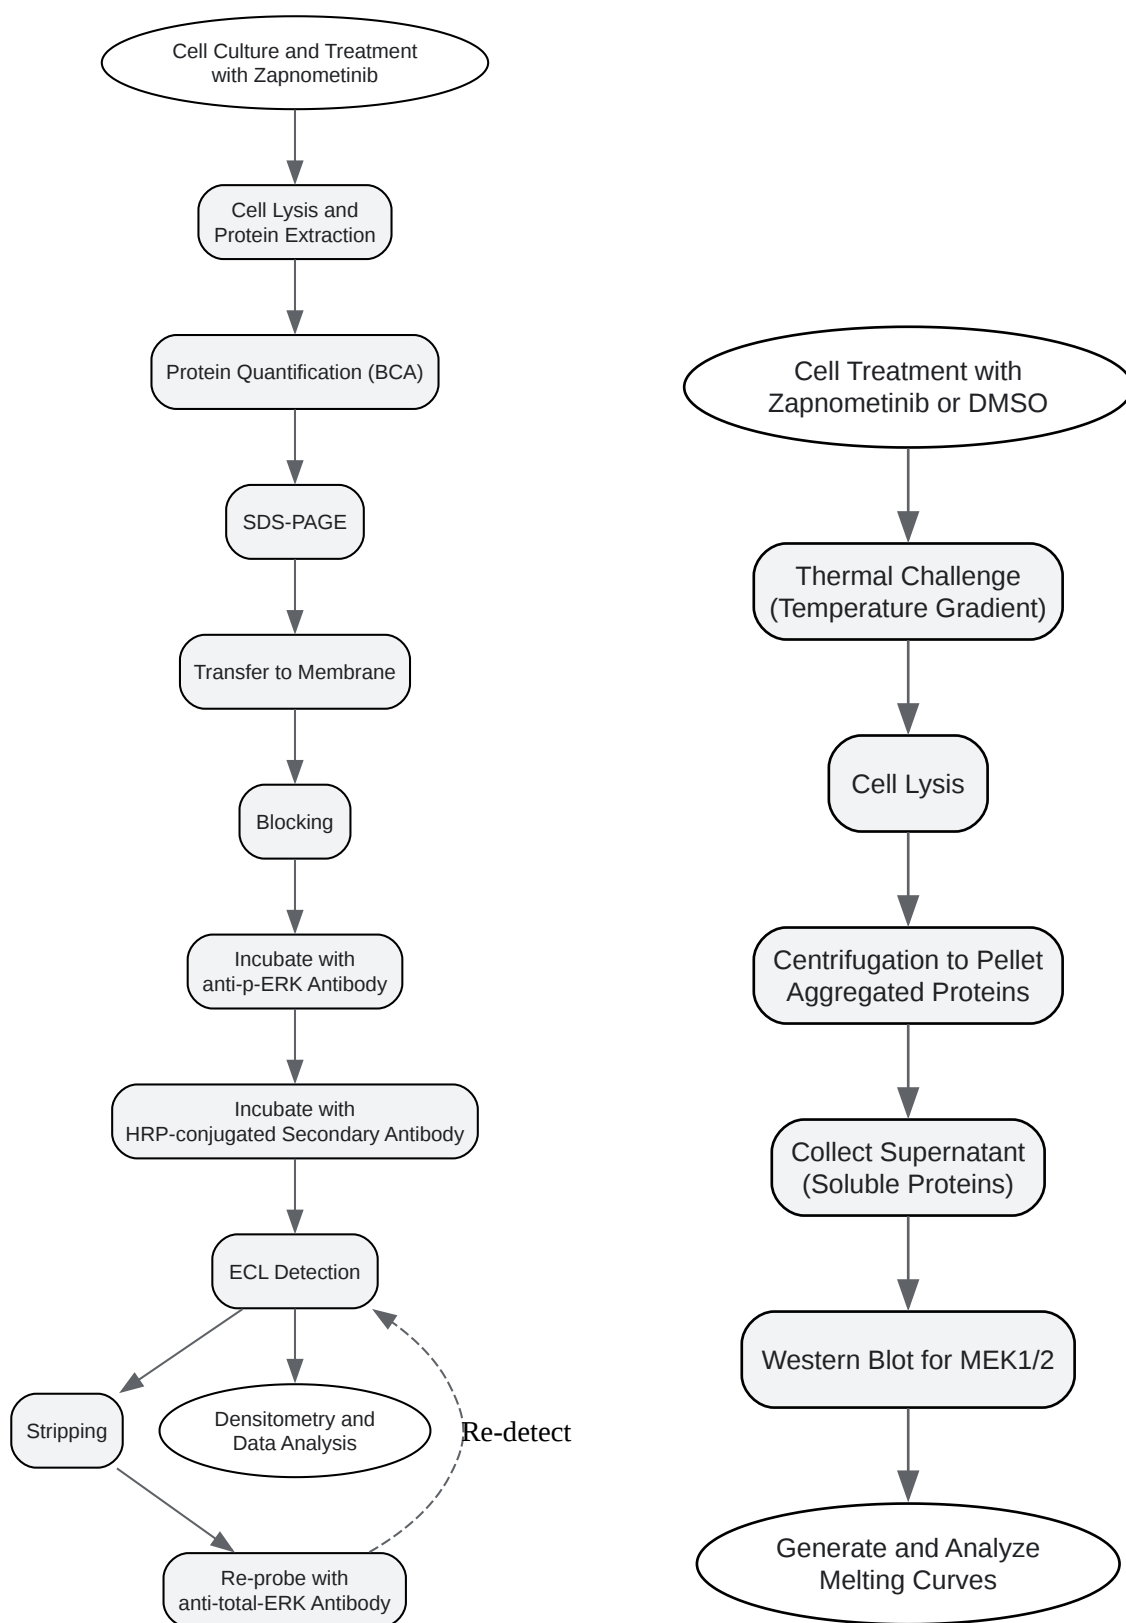 Cell Culture and Treatment
with Zapnometinib
Cell Lysis and
Protein Extraction
Protein Quantification (BCA)
SDS-PAGE
Transfer to Membrane
Blocking
Incubate with
anti-p-ERK Antibody
Incubate with
HRP-conjugated Secondary Antibody
ECL Detection
Stripping
Densitometry and
Data Analysis
Re-detect
Re-probe with
anti-total-ERK Antibody
Cell Treatment with
Zapnometinib or DMSO
Thermal Challenge
(Temperature Gradient)
Cell Lysis
Centrifugation to Pellet
Aggregated Proteins
Collect Supernatant
(Soluble Proteins)
Western Blot for MEK1/2
Generate and Analyze
Melting Curves